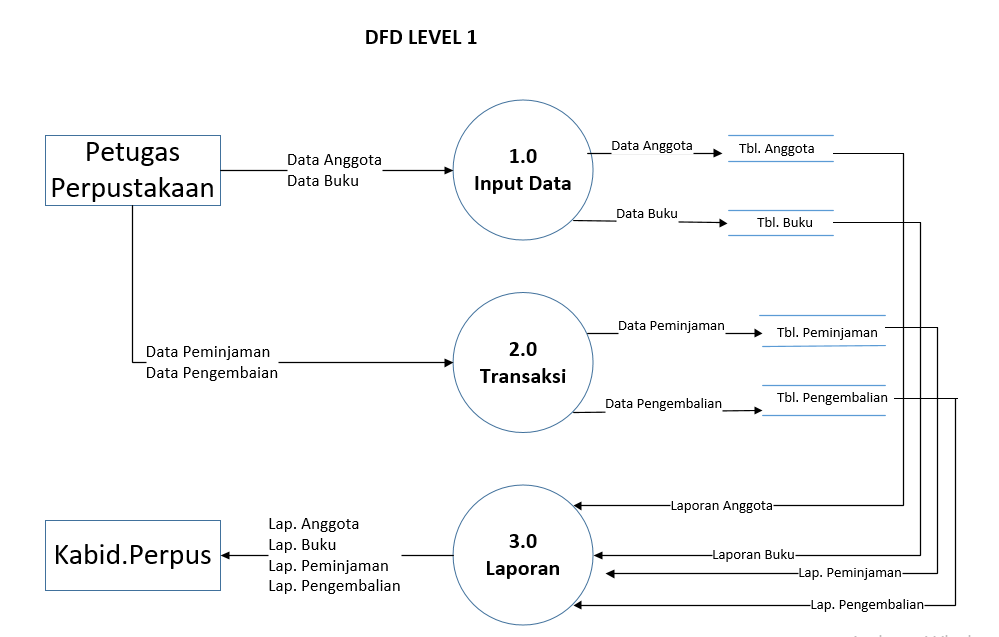 DFD LEVEL 1
Petugas
Perpustakaan
Data Anggota
Data Buku
1.0
Input Data
Data Anggota
Tbl. Anggota
Data Buku
Tbl. Buku
Data Peminjaman
Data Pengembaian
2.0
Transaksi
Data Peminjaman
Tbl. Peminjaman
Data Pengembalian
Tbl. Pengembalian
Kabid.Perpus
Lap. Anggota
Lap. Buku
Lap. Peminjaman
Lap. Pengembalian
3.0
Laporan
Laporan Anggota
Laporan Buku
Lap. Peminjaman
Lap. Pengembalian